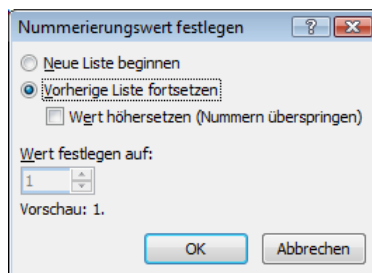 Nummerierungswert festlegen
Neue Liste beginnen
Vorherige Liste fortsetzen
Wert höhersetzen (Nummern überspringen)
Wert festlegen auf:
1
Vorschau: 1.
OK Abbrechen